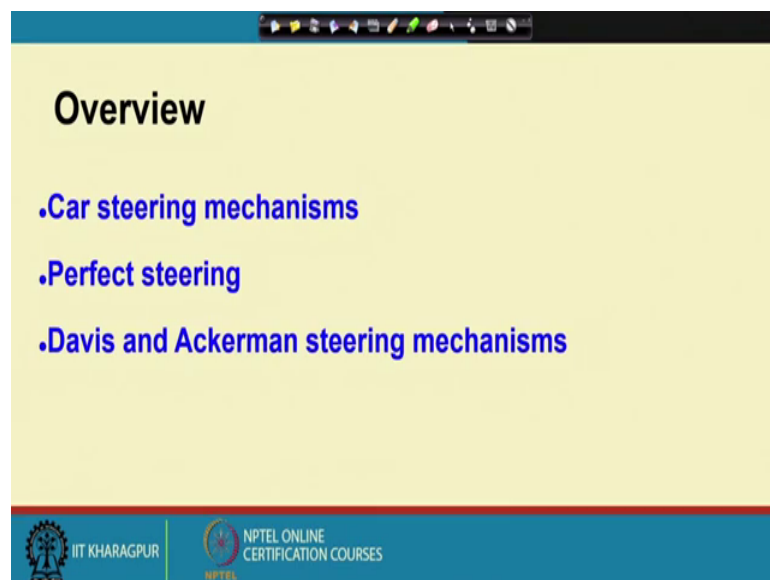 Overview
•Car steering mechanisms
•Perfect steering
•Davis and Ackerman steering mechanisms
IIT KHARAGPUR
NPTEL ONLINE
CERTIFICATION COURSES
NPTEL